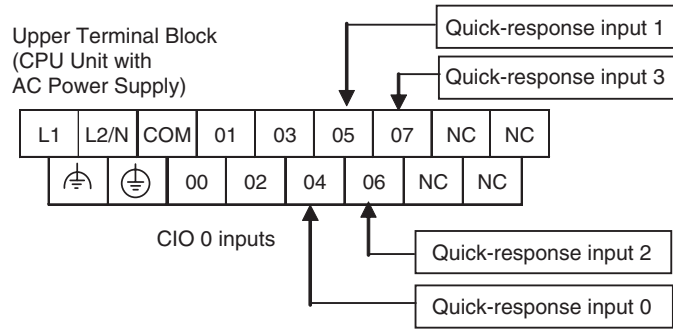 Upper Terminal Block
(CPU Unit with
AC Power Supply)
Quick-response input 1
Quick-response input 3
L1 L2/N COM 01 03 05 07 NC NC
00 02 04 06 NC NC
CIO 0 inputs
Quick-response input 2
Quick-response input 0